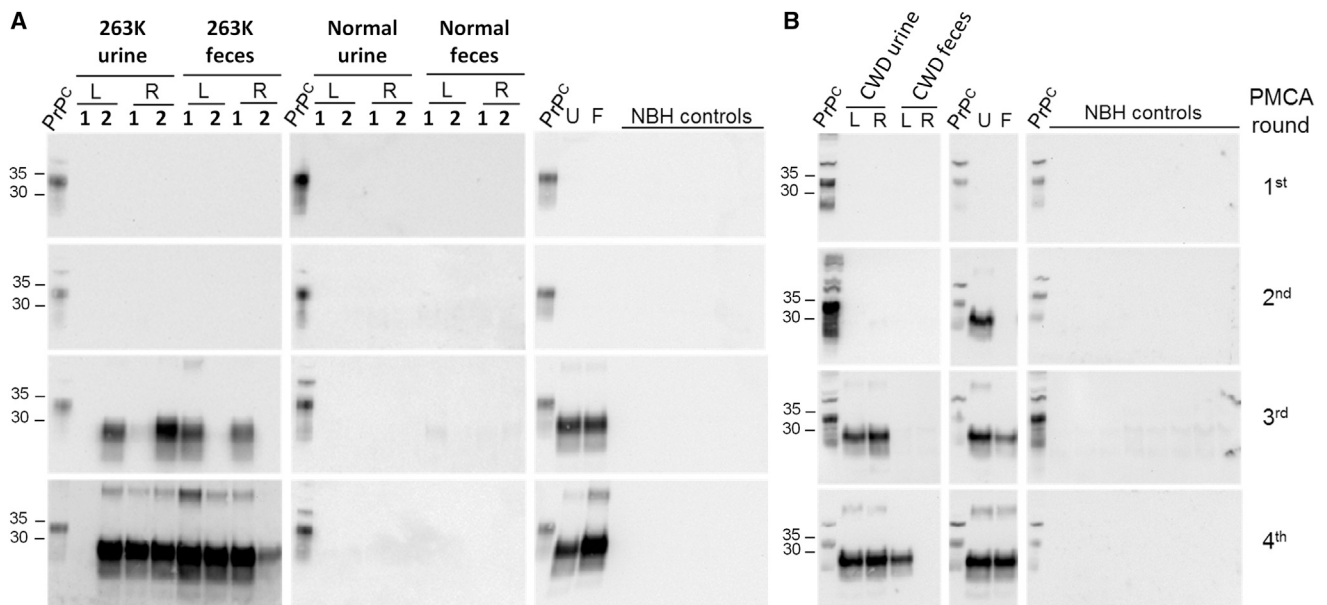 A
263K urine
263K feces
Normal urine
Normal feces
L R L R L R L R
PrPC 1 2 1 2 1 2 1 2
PrPC 1 2 1 2 1 2 1 2
PrPC U F NBH controls
35
30
35
30
35
30
35
30
B
CWD urine
CWD feces
PrPC L R L R
PrPC U F
PrPC NBH controls
PMCA round
35
30
1st
35
30
2nd
35
30
3rd
35
30
4th